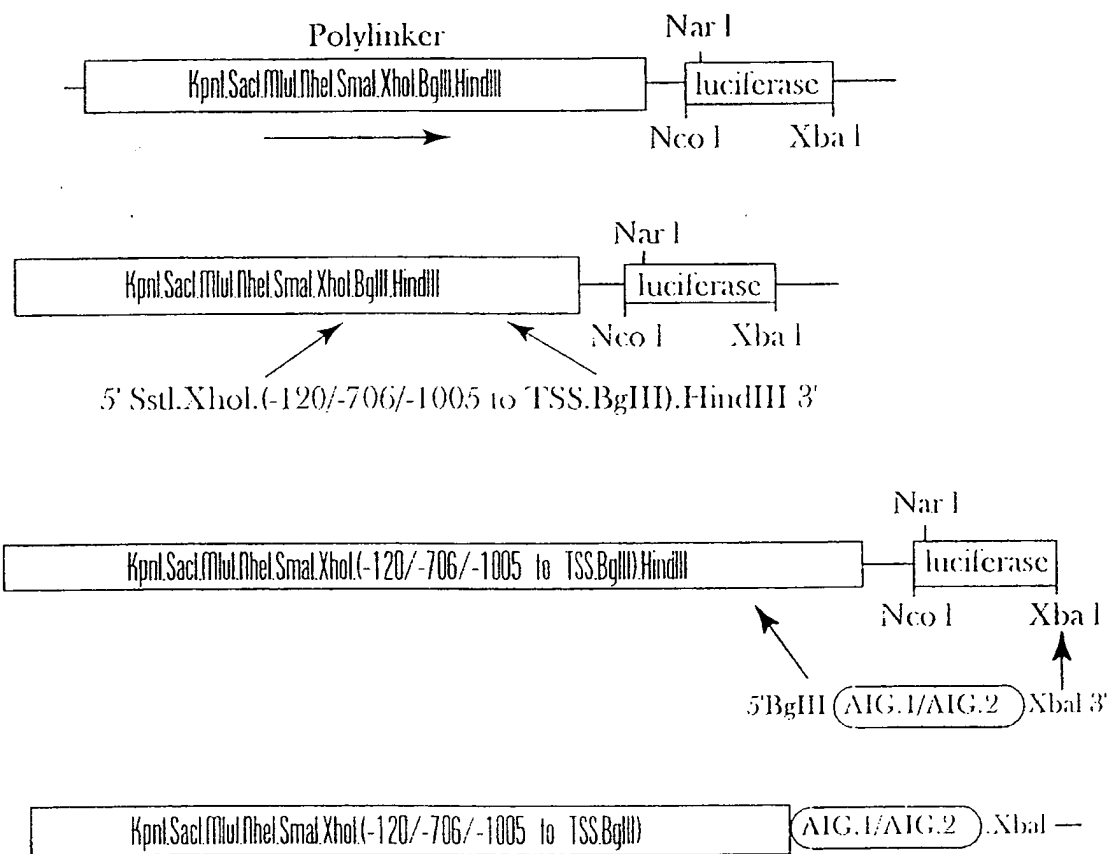 Polylinker
Nar I
KpnI.SacI.MluI.NheI.SmaI.XhoI.BglII.HindIII
luciferase
Nco I
Xba I
Nar I
KpnI.SacI.MluI.NheI.SmaI.XhoI.BglII.HindIII
luciferase
Nco I
Xba I
5' SstI.XhoI.(-120/-706/-1005 to TSS.BglII).HindIII 3'
Nar I
KpnI.SacI.MluI.NheI.SmaI.XhoI.(-120/-706/-1005 to TSS.BglII).HindIII
luciferase
Nco I
Xba I
5'BglII AIG.1/AIG.2 XbaI 3'
KpnI.SacI.MluI.NheI.SmaI.XhoI.(-120/-706/-1005 to TSS.BglII) AIG.1/AIG.2 .XbaI